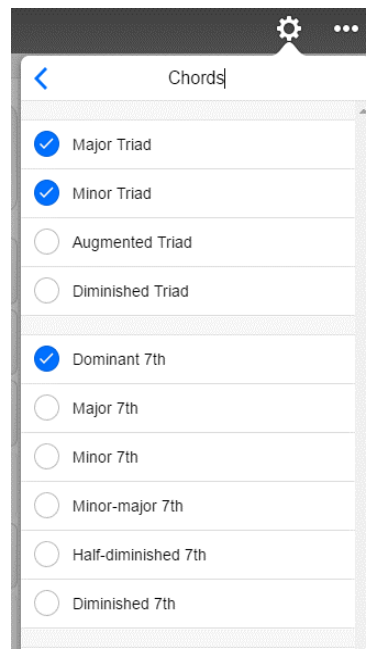 Chords
Major Triad
Minor Triad
Augmented Triad
Diminished Triad
Dominant 7th
Major 7th
Minor 7th
Minor-major 7th
Half-diminished 7th
Diminished 7th